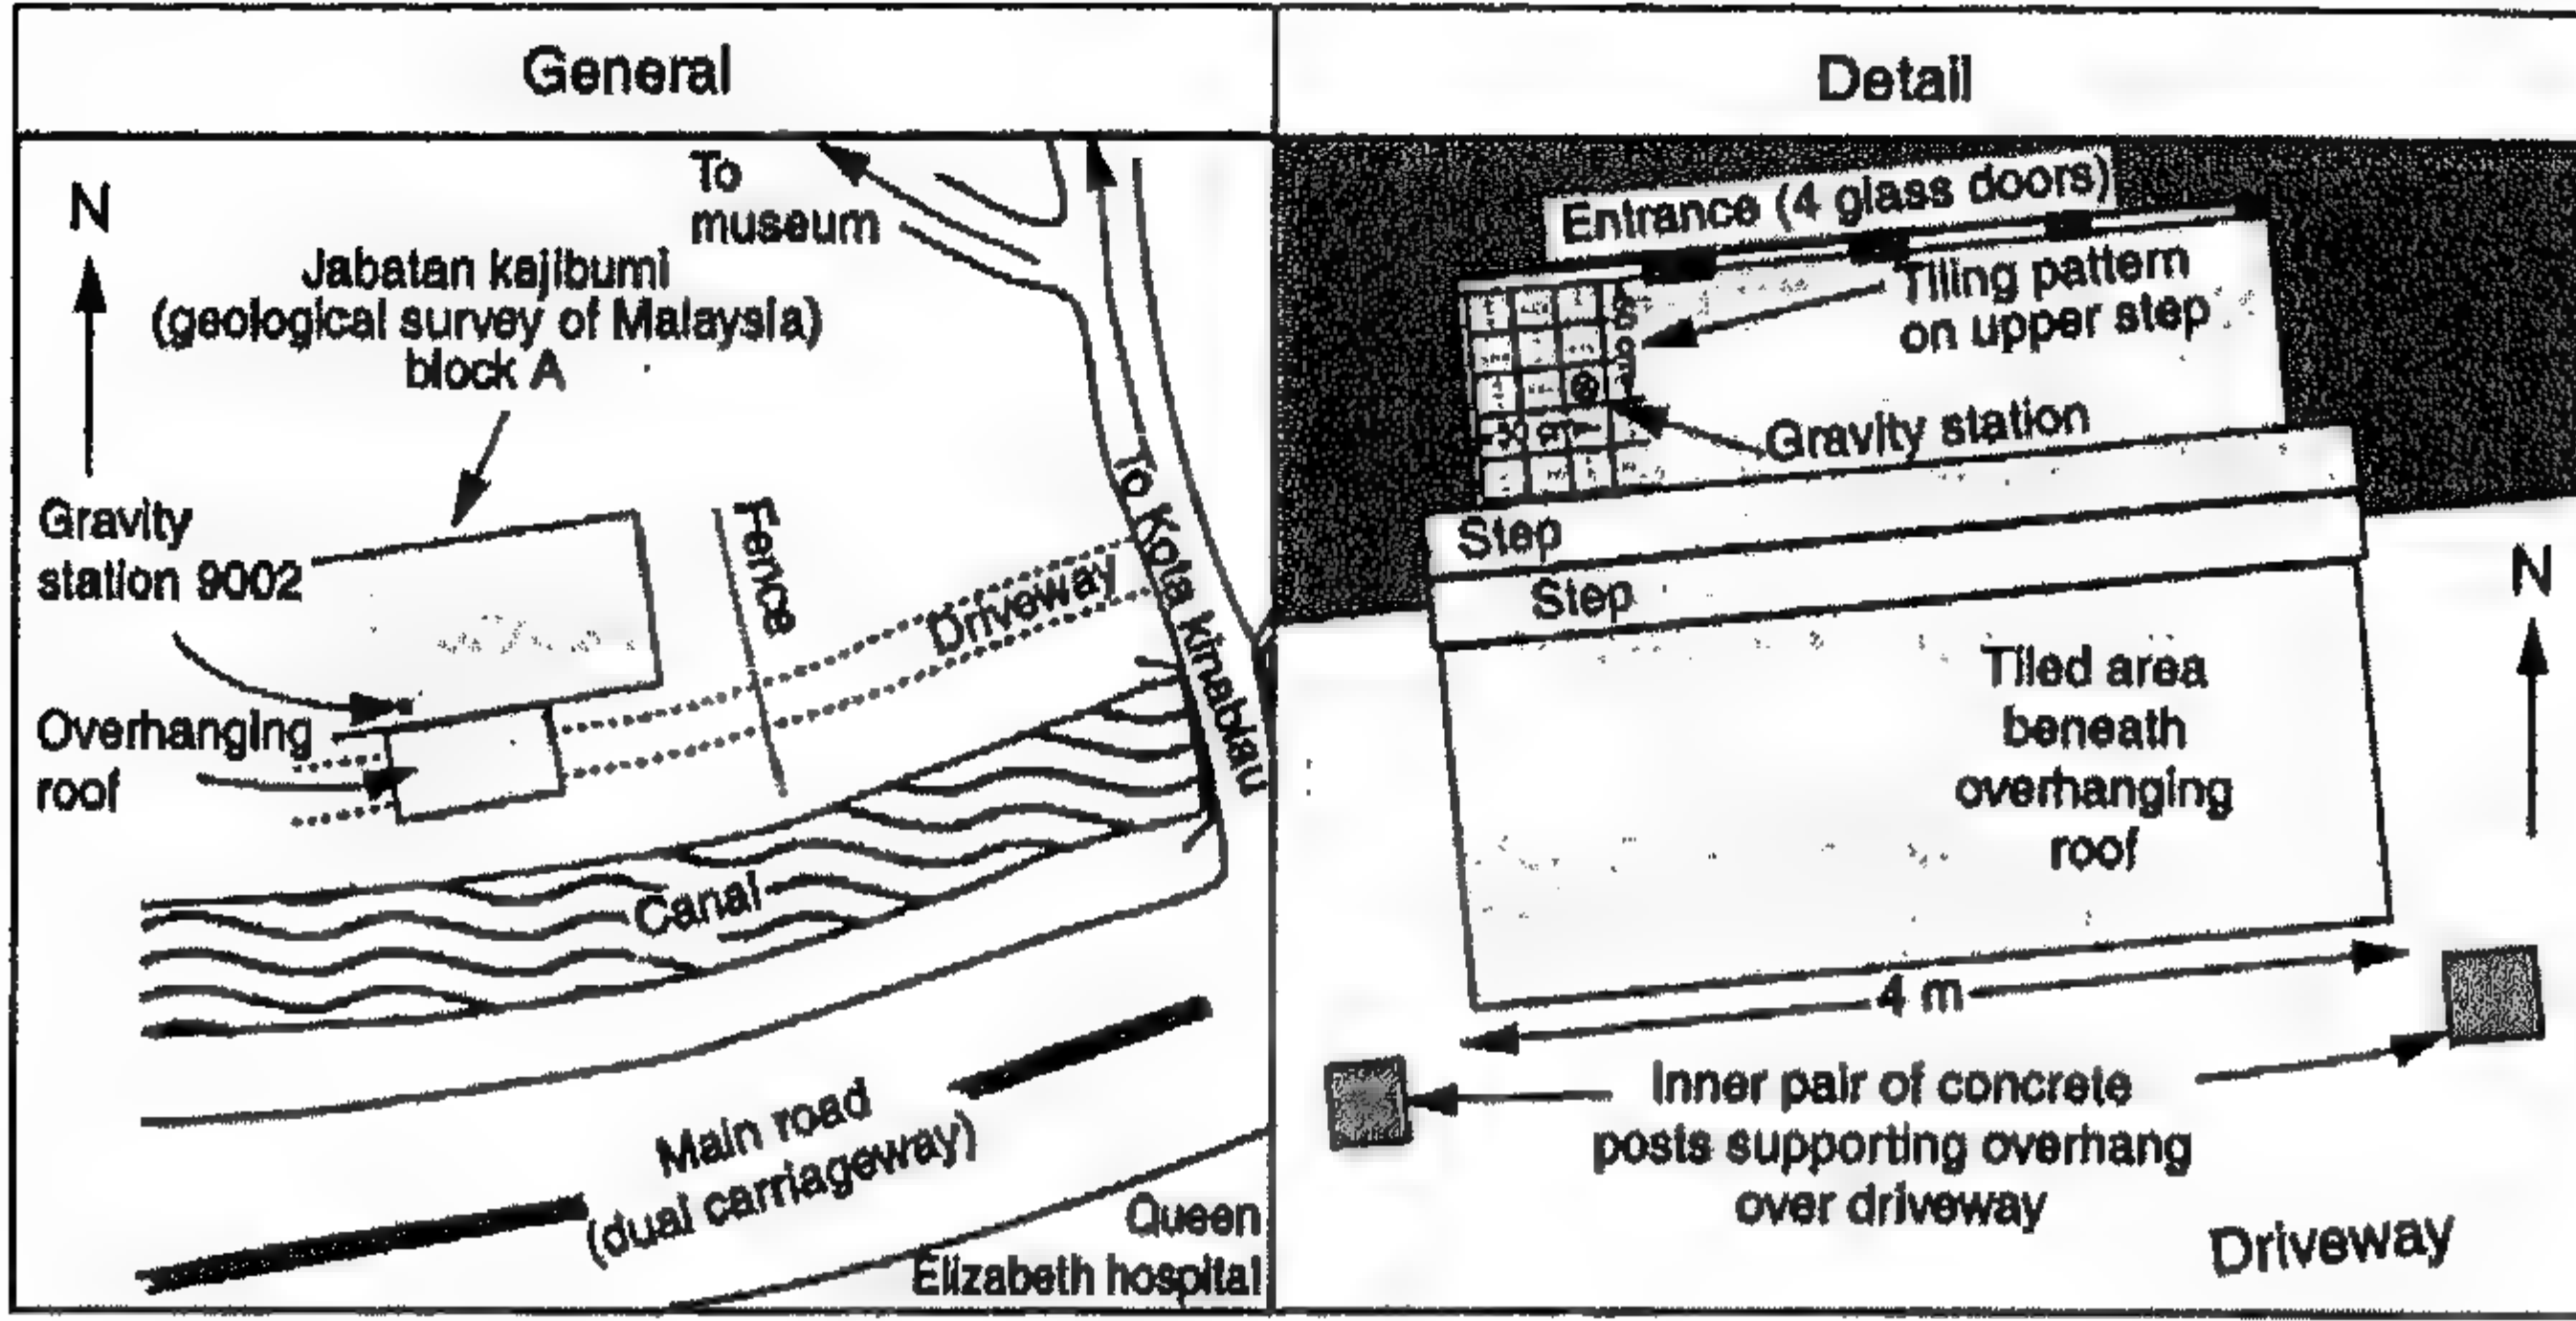 General
Detail
N
To
museum
Jabatan kajibumi
(geological survey of Malaysia)
block A
Gravity
station 9002
Fence
Driveway
To Kota kinablau
Overhanging
roof
Canal
Main road
(dual carriageway)
Queen
Elizabeth hospital
Entrance (4 glass doors)
Tiling pattern
on upper step
Gravity station
Step
Step
N
Tiled area
beneath
overhanging
roof
4 m
Inner pair of concrete
posts supporting overhang
over driveway
Driveway